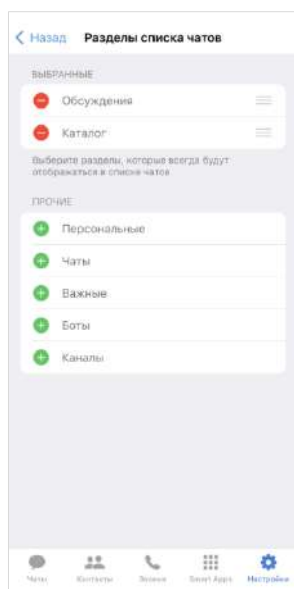 Назад Разделы списка чатов
ВЫБРАННЫЕ
Обсуждения
Каталог
Выберите разделы, которые всегда будут
отображаться в списке чатов
ПРОЧИЕ
Персональные
Чаты
Важные
Боты
Каналы
Чаты Контакты Звонки Smart Apps Настройки